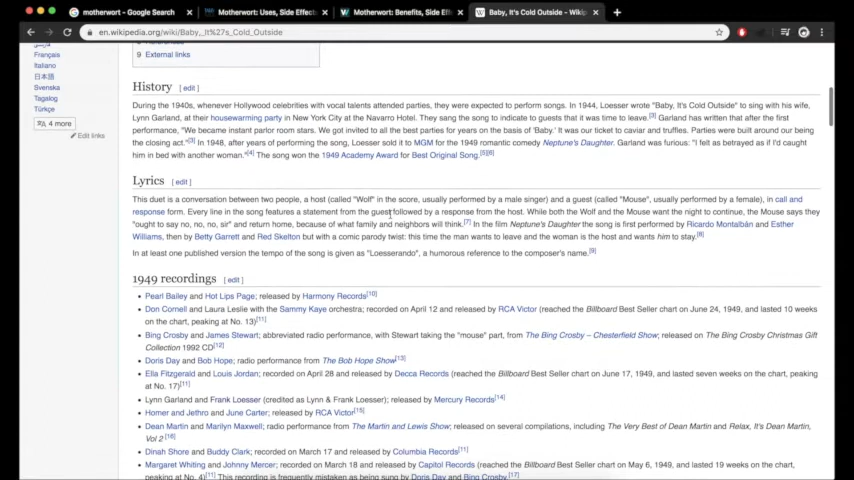 motherwort - Google Search
Motherwort: Uses, Side Effect
Motherwort: Benefits, Side Eff
Baby, It's Cold Outside - Wikip
en.wikipedia.org/wiki/Baby,_It%27s_Cold_Outside
Français
Italiano
日本語
Svenska
Tagalog
Türkçe
4 more
Edit links
9 External links
History [ edit ]
During the 1940s, whenever Hollywood celebrities with vocal talents attended parties, they were expected to perform songs. In 1944, Loesser wrote "Baby, It's Cold Outside" to sing with his wife,
Lynn Garland, at their housewarming party in New York City at the Navarro Hotel. They sang the song to indicate to guests that it was time to leave.[3] Garland has written that after the first
performance, "We became instant parlor room stars. We got invited to all the best parties for years on the basis of 'Baby.' It was our ticket to caviar and truffles. Parties were built around our being
the closing act."[3] In 1948, after years of performing the song, Loesser sold it to MGM for the 1949 romantic comedy Neptune's Daughter. Garland was furious: "I felt as betrayed as if I'd caught
him in bed with another woman."[4] The song won the 1949 Academy Award for Best Original Song.[5][6]
Lyrics [ edit ]
This duet is a conversation between two people, a host (called "Wolf" in the score, usually performed by a male singer) and a guest (called "Mouse", usually performed by a female), in call and
response form. Every line in the song features a statement from the guest followed by a response from the host. While both the Wolf and the Mouse want the night to continue, the Mouse says they
"ought to say no, no, no, sir" and return home, because of what family and neighbors will think.[7] In the film Neptune's Daughter the song is first performed by Ricardo Montalbán and Esther
Williams, then by Betty Garrett and Red Skelton but with a comic parody twist: this time the man wants to leave and the woman is the host and wants him to stay.[8]
In at least one published version the tempo of the song is given as "Loesserando", a humorous reference to the composer's name.[9]
1949 recordings [ edit ]
• Pearl Bailey and Hot Lips Page; released by Harmony Records[10]
• Don Cornell and Laura Leslie with the Sammy Kaye orchestra; recorded on April 12 and released by RCA Victor (reached the Billboard Best Seller chart on June 24, 1949, and lasted 10 weeks
on the chart, peaking at No. 13)[11]
• Bing Crosby and James Stewart; abbreviated radio performance, with Stewart taking the "mouse" part, from The Bing Crosby – Chesterfield Show; released on The Bing Crosby Christmas Gift
Collection 1992 CD[12]
• Doris Day and Bob Hope; radio performance from The Bob Hope Show[13]
• Ella Fitzgerald and Louis Jordan; recorded on April 28 and released by Decca Records (reached the Billboard Best Seller chart on June 17, 1949, and lasted seven weeks on the chart, peaking
at No. 17)[11]
• Lynn Garland and Frank Loesser (credited as Lynn & Frank Loesser); released by Mercury Records[14]
• Homer and Jethro and June Carter; released by RCA Victor[15]
• Dean Martin and Marilyn Maxwell; radio performance from The Martin and Lewis Show; released on several compilations, including The Very Best of Dean Martin and Relax, It's Dean Martin,
Vol 2[16]
• Dinah Shore and Buddy Clark; recorded on March 17 and released by Columbia Records[11]
• Margaret Whiting and Johnny Mercer; recorded on March 18 and released by Capitol Records (reached the Billboard Best Seller chart on May 6, 1949, and lasted 19 weeks on the chart,
peaking at No. 4)[11] This recording is frequently mistaken as being sung by Doris Day and Bing Crosby.[17]